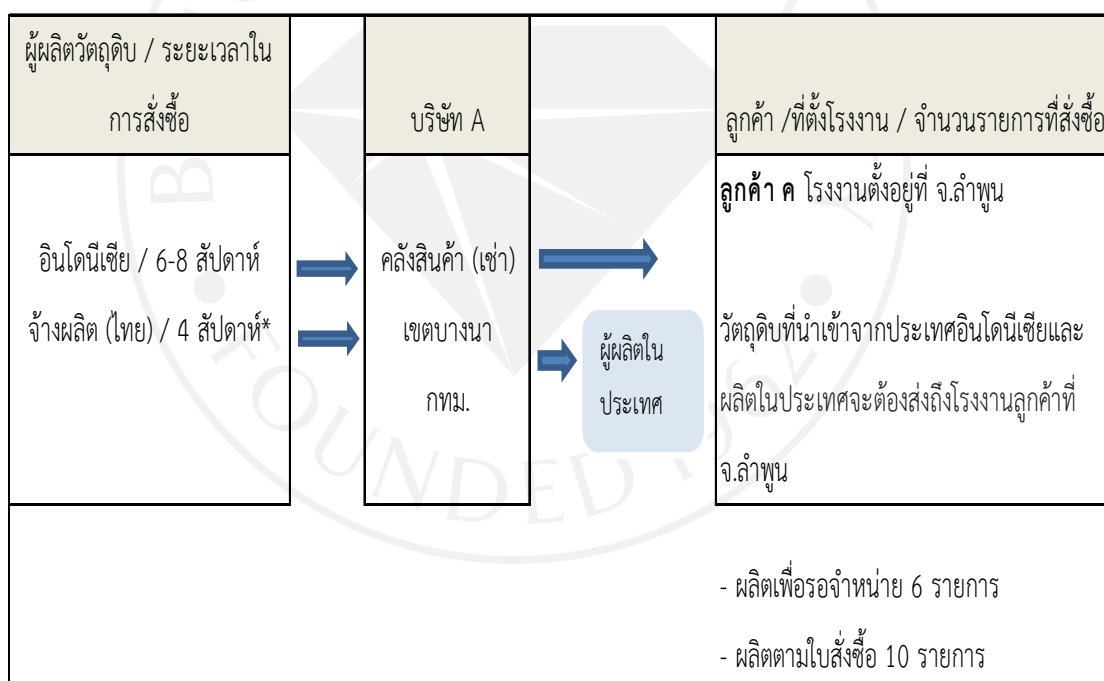 ผู้ผลิตวัตถุดิบ / ระยะเวลาใน
การสั่งซื้อ
บริษัท A
ลูกค้า /ที่ตั้งโรงงาน / จำนวนรายการที่สั่งซื้อ
อินโดนีเซีย / 6-8 สัปดาห์
จ้างผลิต (ไทย) / 4 สัปดาห์*
คลังสินค้า (เช่า)
เขตบางนา
กทม.
ผู้ผลิตใน
ประเทศ
ลูกค้า ค โรงงานตั้งอยู่ที่ จ.ลำพูน
วัตถุดิบที่นำเข้าจากประเทศอินโดนีเซียและ
ผลิตในประเทศจะต้องส่งถึงโรงงานลูกค้าที่
จ.ลำพูน
- ผลิตเพื่อรอจำหน่าย 6 รายการ
- ผลิตตามใบสั่งซื้อ 10 รายการ
FOUNDED 1962